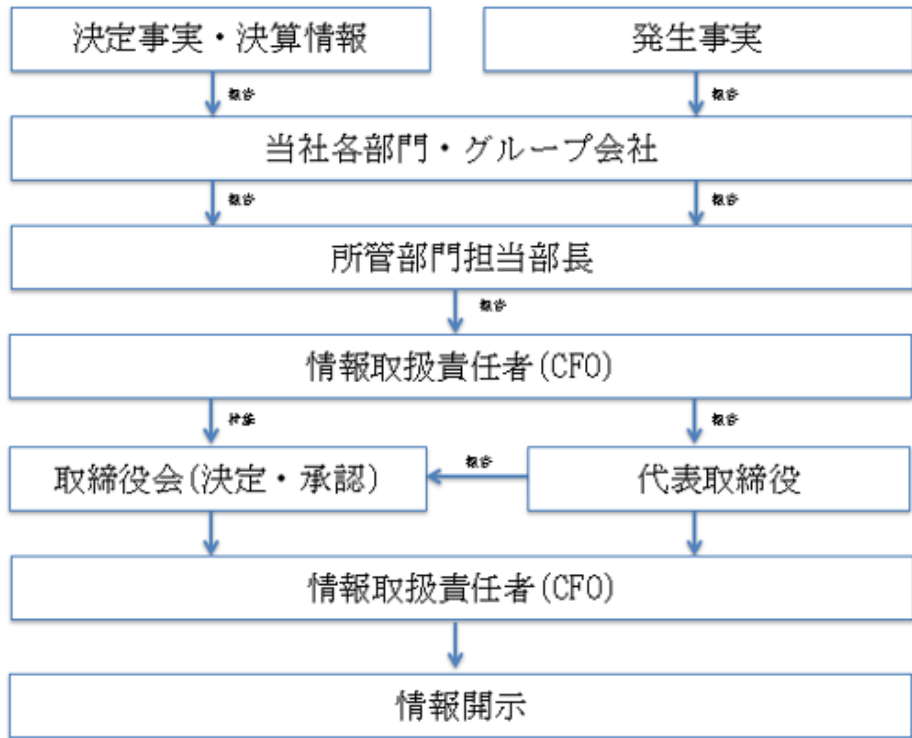 決定事実・決算情報
発生事実
報告
報告
当社各部門・グループ会社
報告
報告
所管部門担当部長
報告
情報取扱責任者(CFO)
報告
取締役会(決定・承認)
報告
代表取締役
情報取扱責任者(CFO)
情報開示